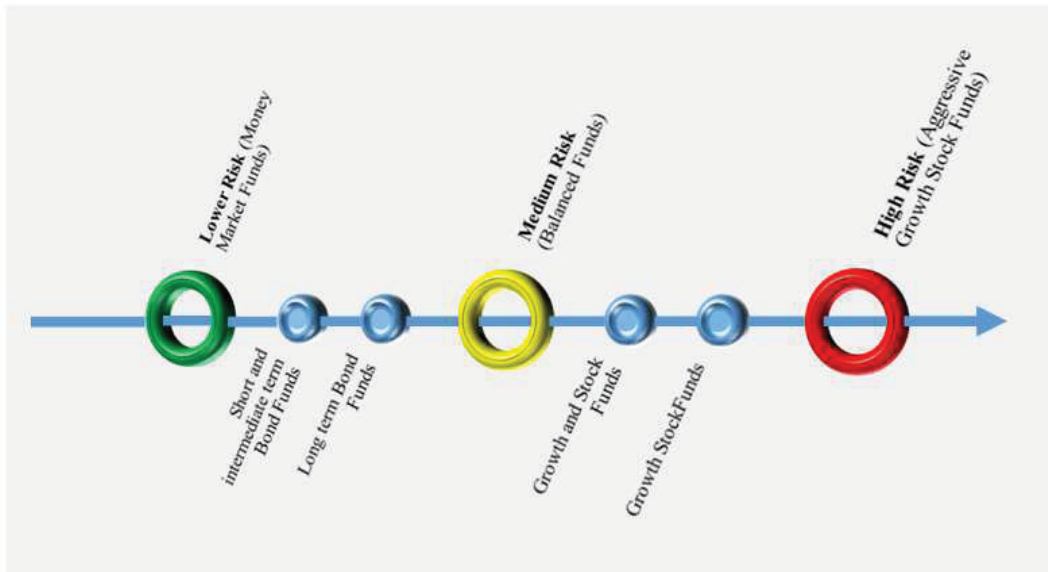 Lower Risk (Money
Market Funds)
Short and
intermediate term
Bond Funds
Long term Bond
Funds
Medium Risk
(Balanced Funds)
Growth and Stock
Funds
Growth StockFunds
High Risk (Aggressive
Growth Stock Funds)